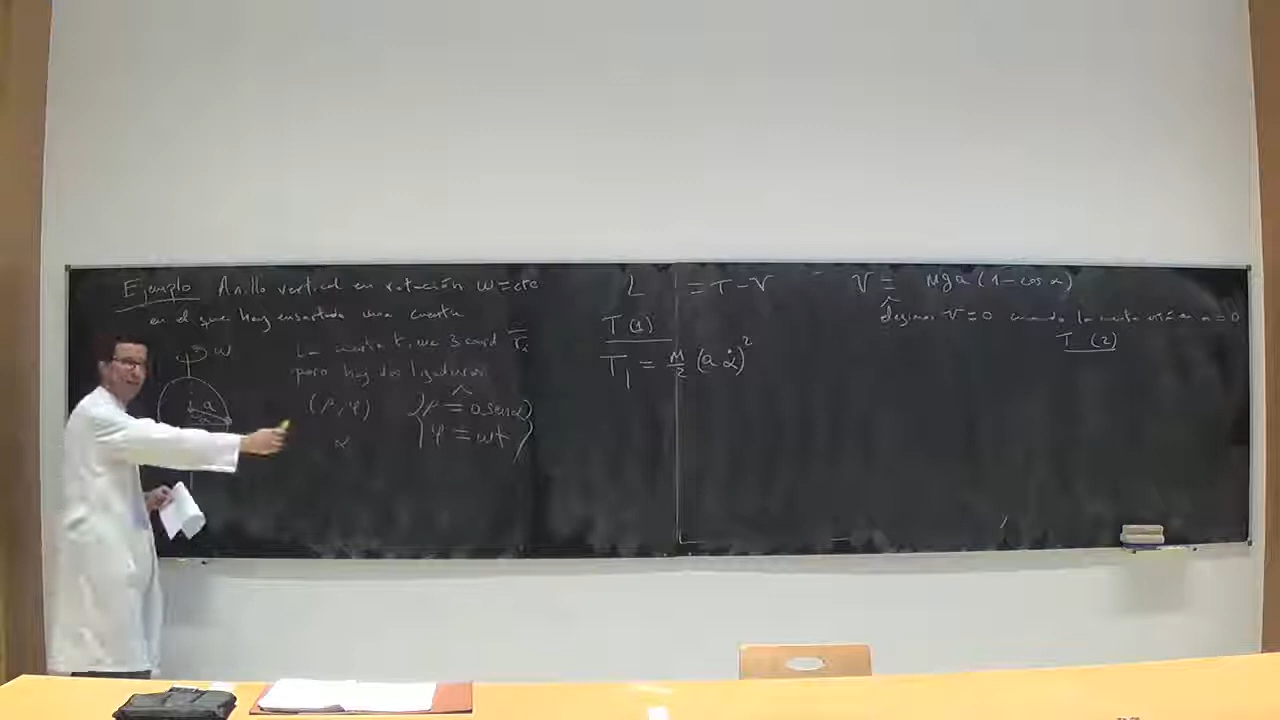 Ejemplo Anillo vertical en rotación ω = cte
en el que hay ensartada una cuenta
ω
La cuenta tiene 3 coord
pero hay dos ligaduras
(ρ, φ)
ρ = a sen α
φ = ωt
α
a
L = T - V
T (1)
T₁ = M/2 (a α̇)²
V = Mga (1 - cos α)
elegimos V = 0 cuando la cuenta está en α = 0
T (2)